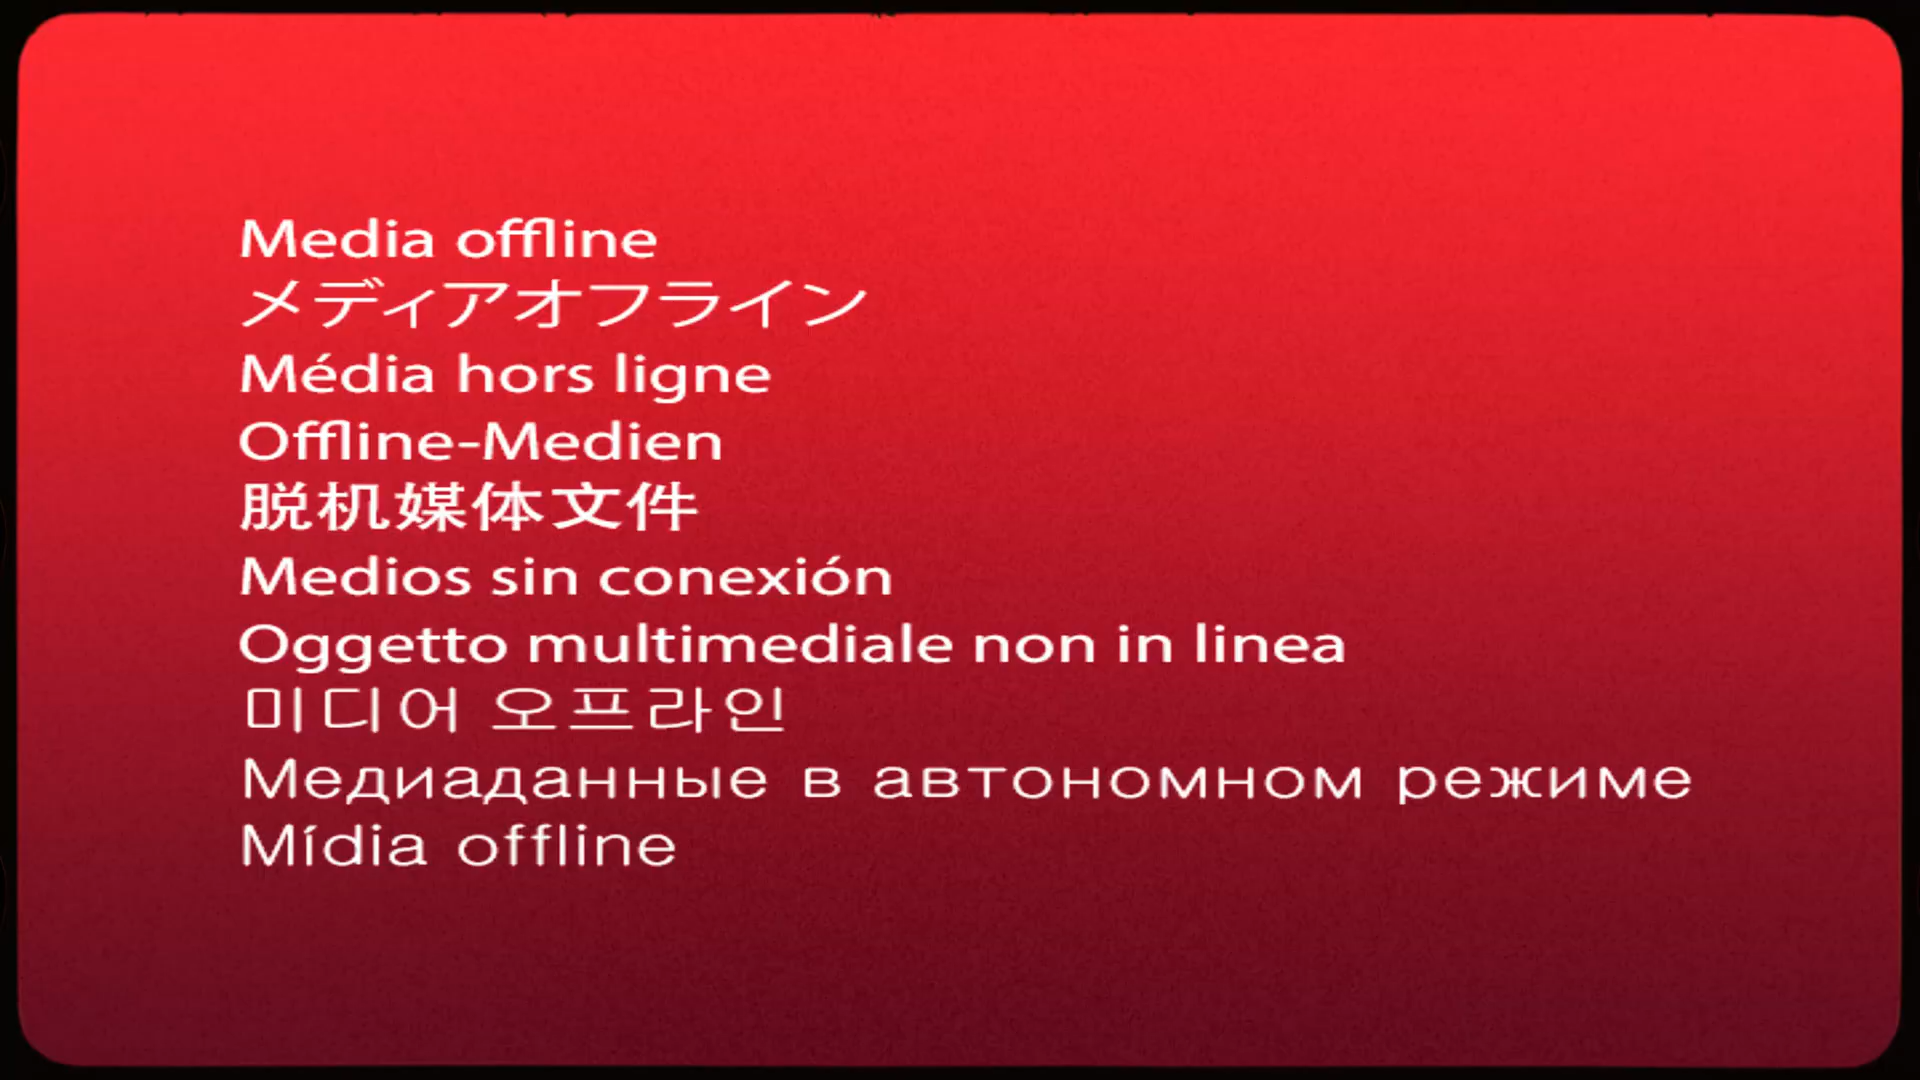 Media offline
メディアオフライン
Média hors ligne
Offline-Medien
脱机媒体文件
Medios sin conexión
Oggetto multimediale non in linea
미디어 오프라인
Медиаданные в автономном режиме
Mídia offline